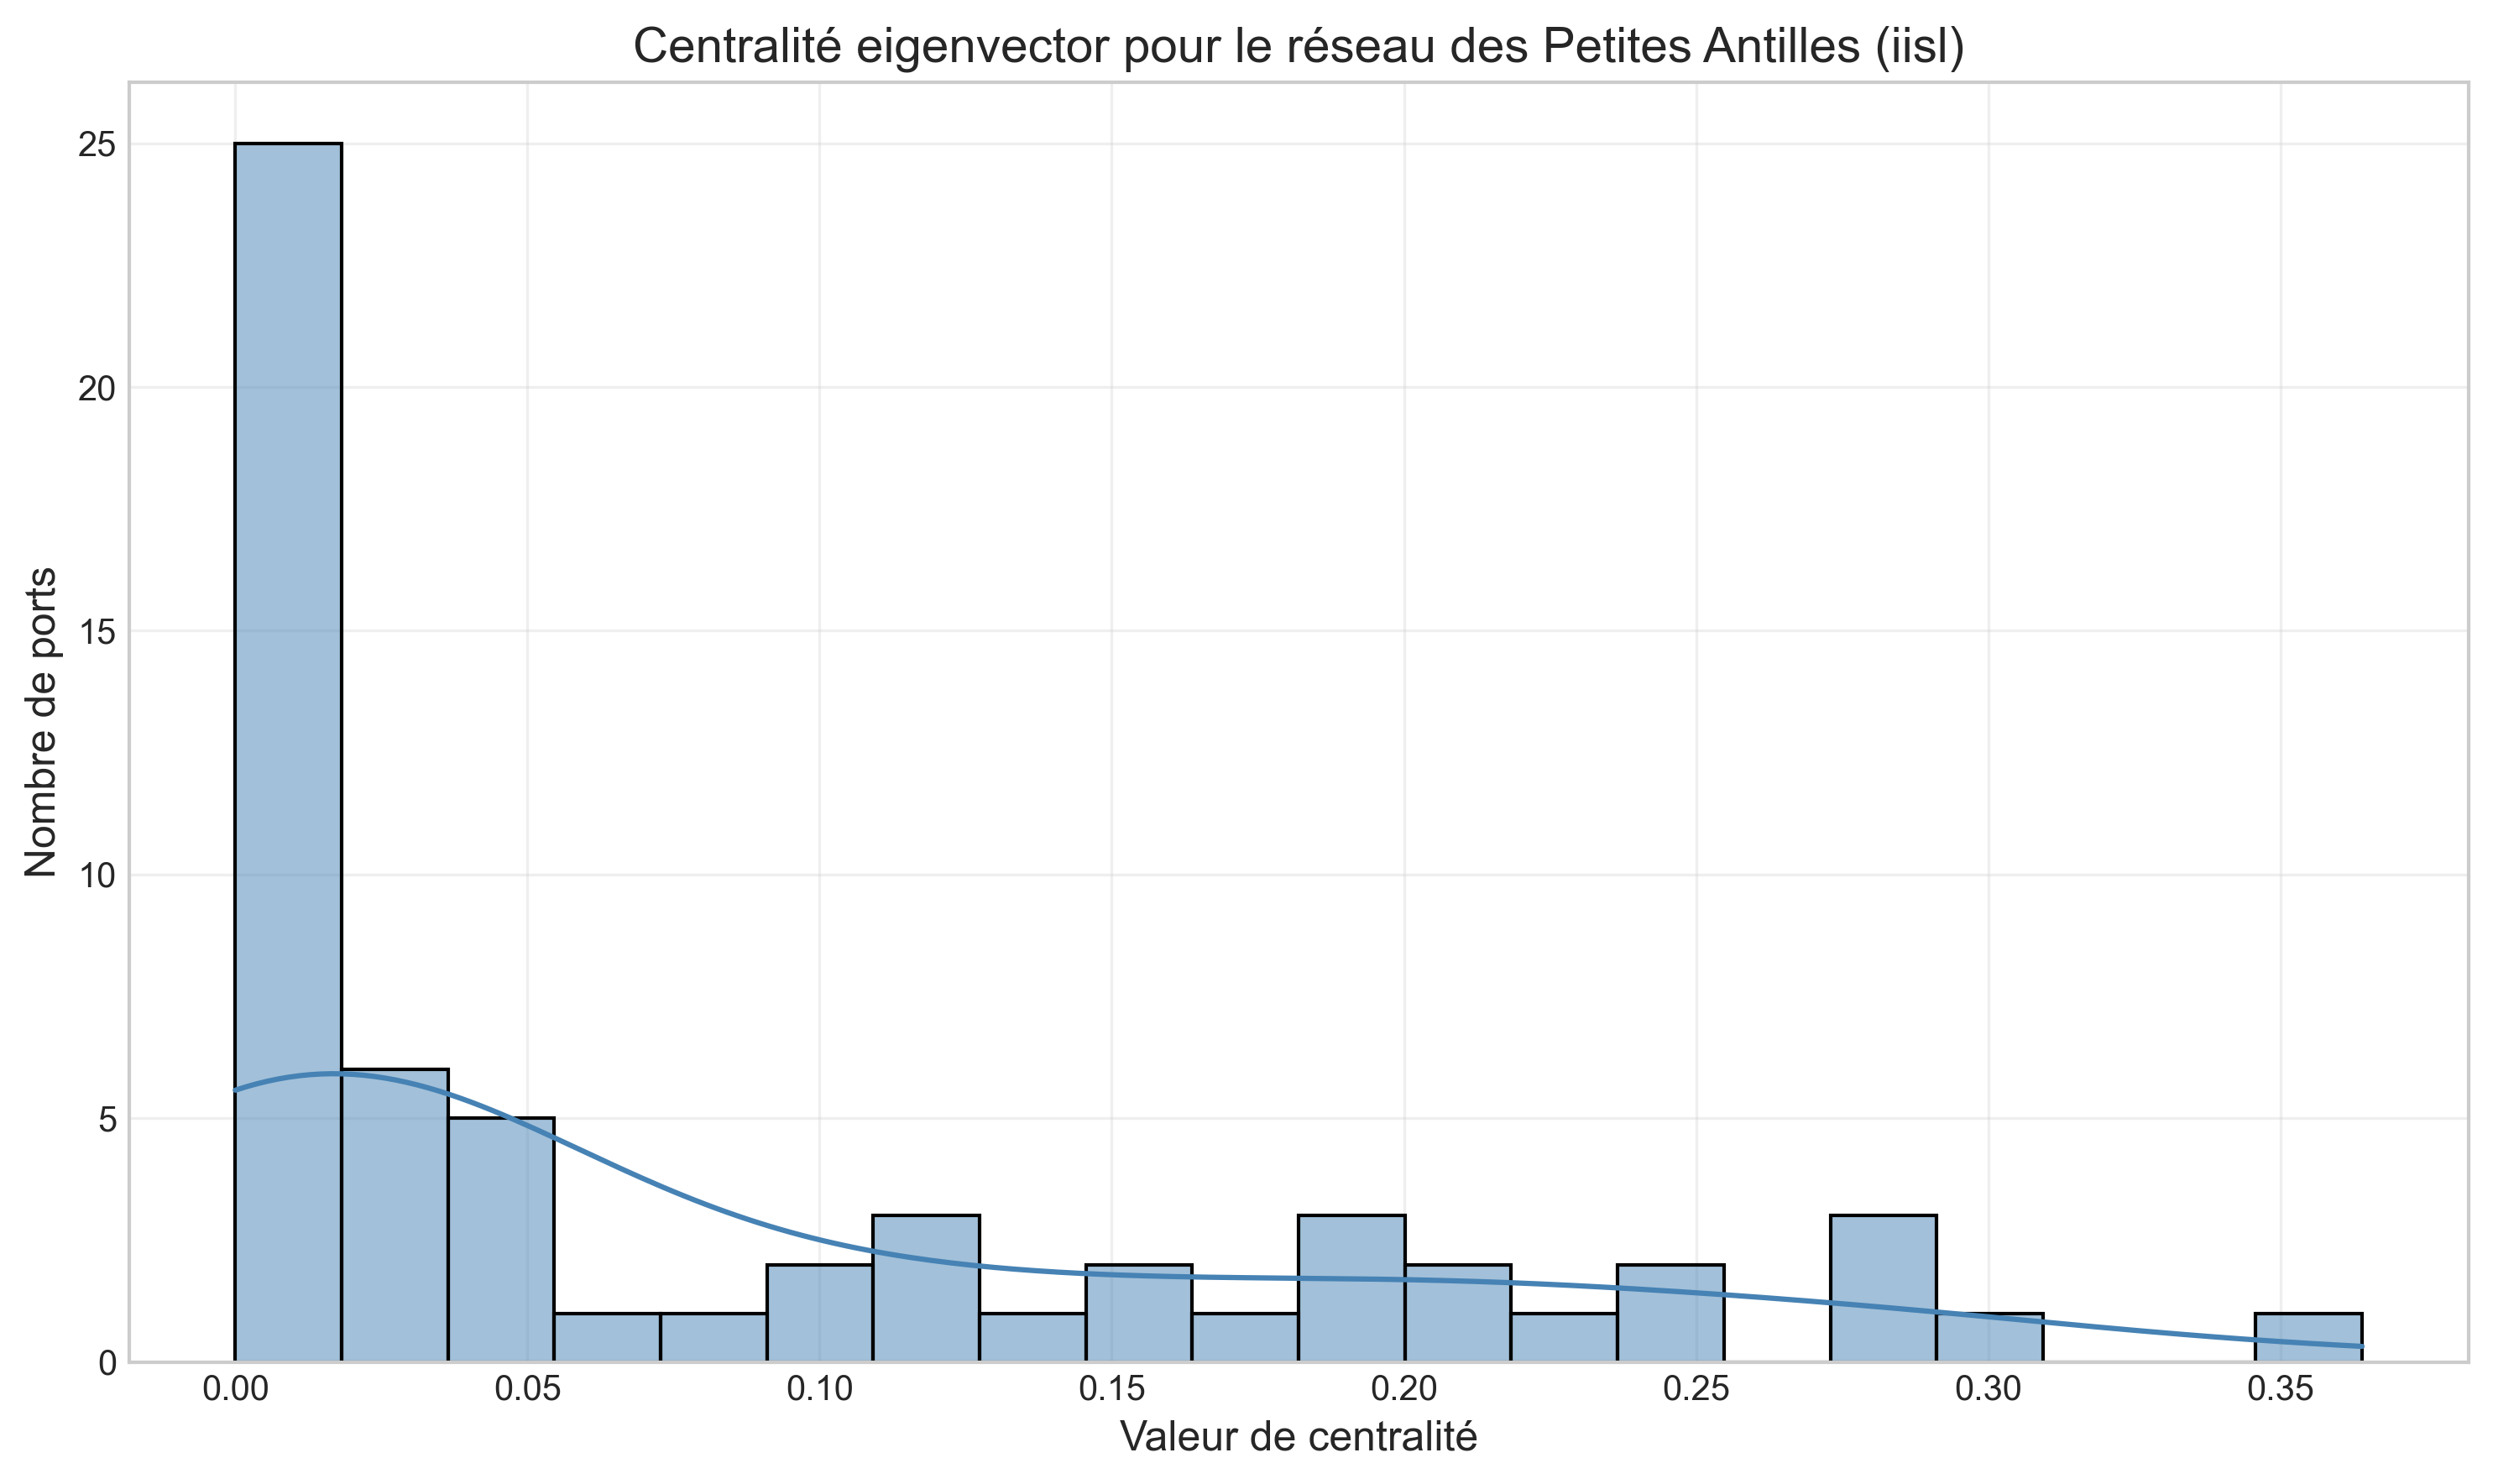 Centralité eigenvector pour le réseau des Petites Antilles (iisl)
25
20
15
10
5
0
Nombre de ports
0.00 0.05 0.10 0.15 0.20 0.25 0.30 0.35
Valeur de centralité